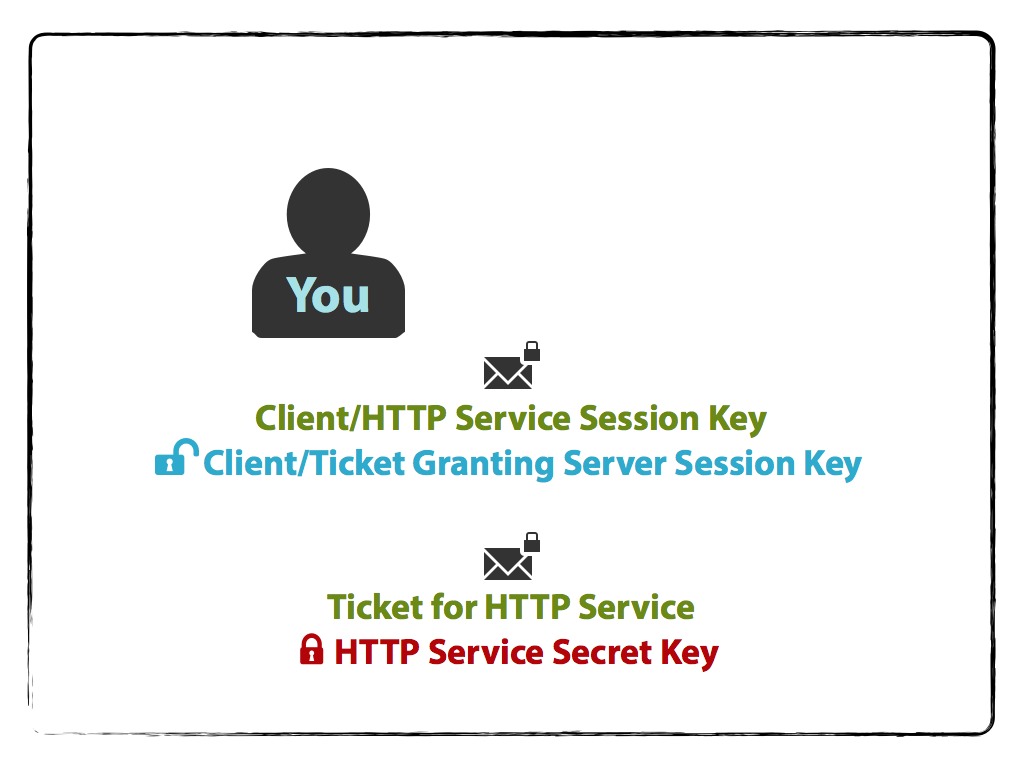 You
Client/HTTP Service Session Key
Client/Ticket Granting Server Session Key
Ticket for HTTP Service
HTTP Service Secret Key